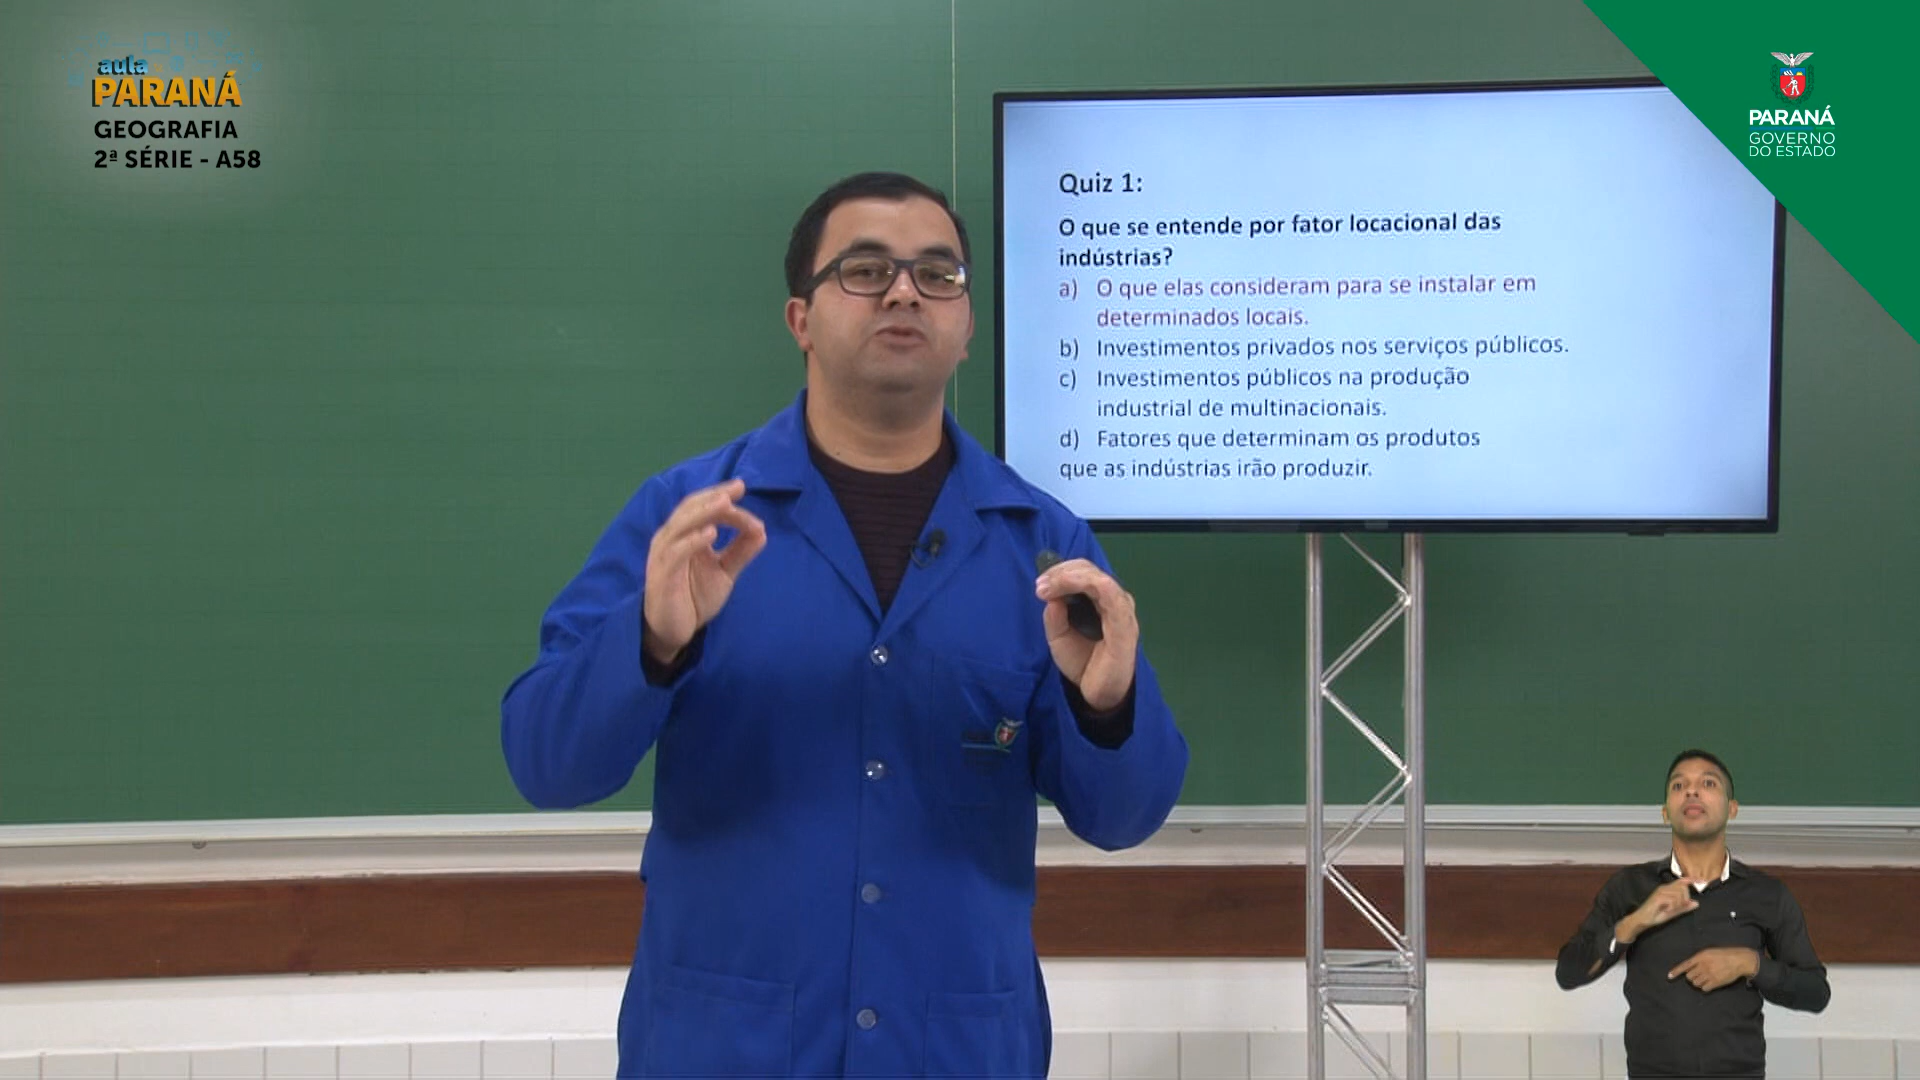 aula
PARANÁ
GEOGRAFIA
2ª SÉRIE - A58
PARANÁ
GOVERNO
DO ESTADO
Quiz 1:
O que se entende por fator locacional das
indústrias?
a) O que elas consideram para se instalar em
determinados locais.
b) Investimentos privados nos serviços públicos.
c) Investimentos públicos na produção
industrial de multinacionais.
d) Fatores que determinam os produtos
que as indústrias irão produzir.